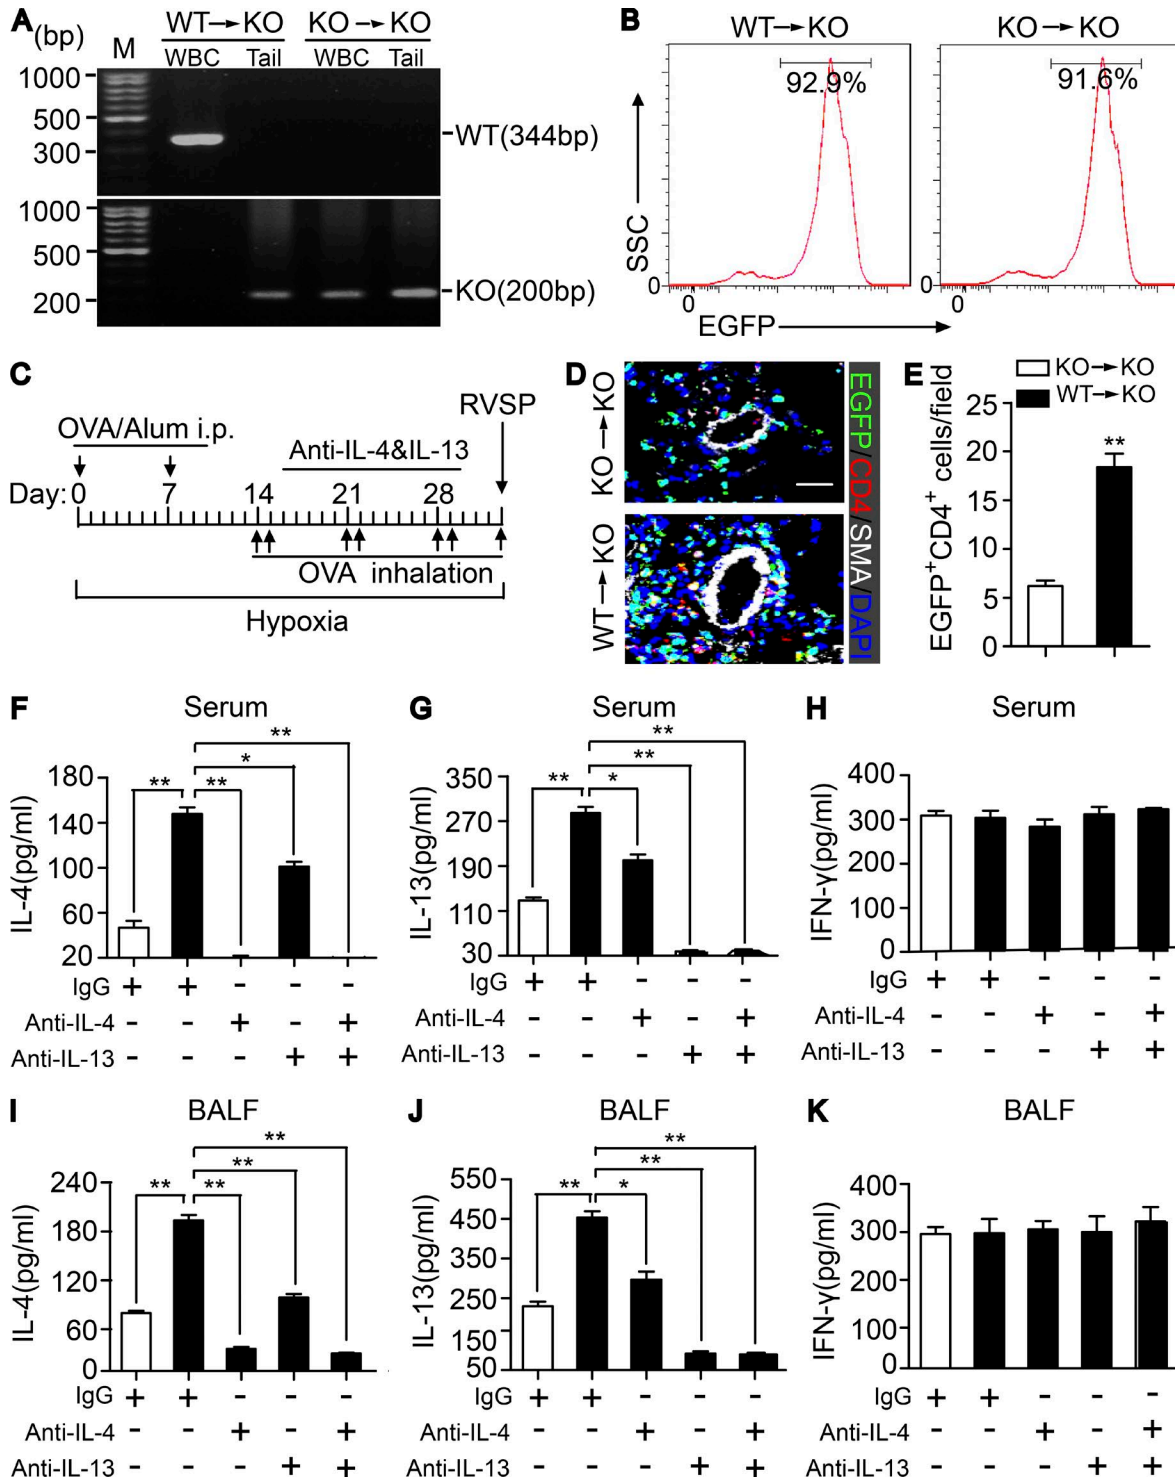 A
(bp)
M
WT→KO
KO→KO
WBC
Tail
WBC
Tail
1000
500
300
WT(344bp)
1000
500
200
KO(200bp)
B
WT→KO
KO→KO
92.9%
91.6%
SSC
0
0
0
0
EGFP
C
OVA/Alum i.p.
RVSP
Anti-IL-4&IL-13
Day: 0 7 14 21 28
OVA inhalation
Hypoxia
D
KO→KO
WT→KO
EGFP/CD4/SMA/DAPI
E
KO→KO
WT→KO
EGFP+CD4+ cells/field
25
20
15
10
5
0
**
F
Serum
IL-4(pg/ml)
180
140
100
60
20
** ** * **
IgG + + - - -
Anti-IL-4 - - + - +
Anti-IL-13 - - - + +
G
Serum
IL-13(pg/ml)
350
270
190
110
30
** * ** **
IgG + + - - -
Anti-IL-4 - - + - +
Anti-IL-13 - - - + +
H
Serum
IFN-γ(pg/ml)
400
300
200
100
0
IgG + + - - -
Anti-IL-4 - - + - +
Anti-IL-13 - - - + +
I
BALF
IL-4(pg/ml)
240
180
120
60
0
** ** ** **
IgG + + - - -
Anti-IL-4 - - + - +
Anti-IL-13 - - - + +
J
BALF
IL-13(pg/ml)
550
450
350
250
150
50
** * ** **
IgG + + - - -
Anti-IL-4 - - + - +
Anti-IL-13 - - - + +
K
BALF
IFN-γ(pg/ml)
400
300
200
100
0
IgG + + - - -
Anti-IL-4 - - + - +
Anti-IL-13 - - - + +